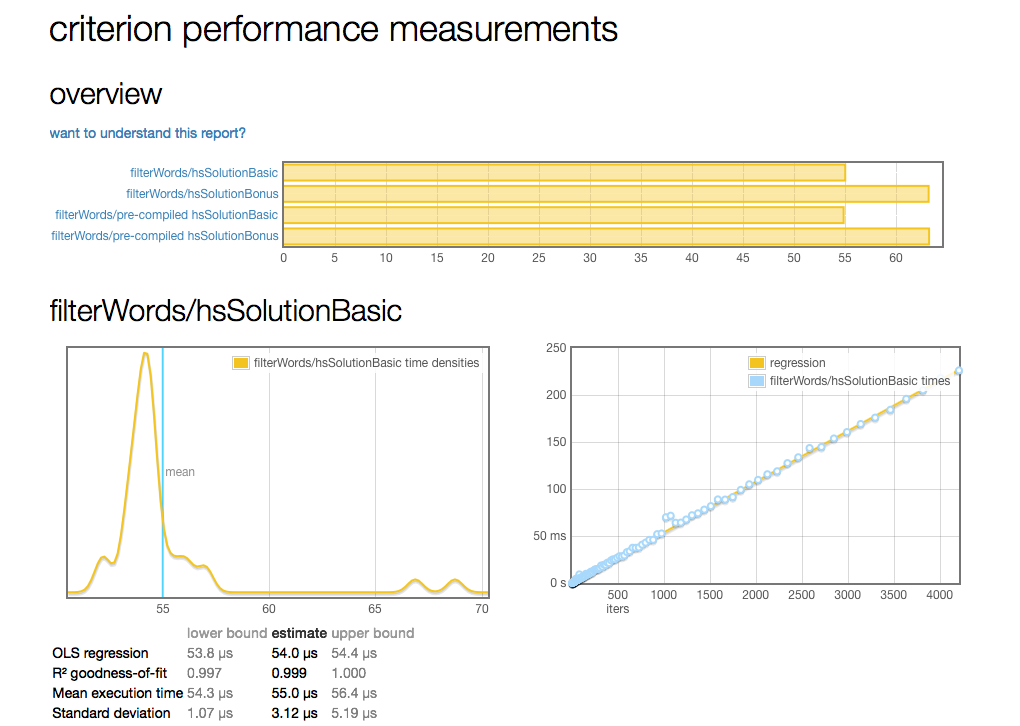 criterion performance measurements
overview
want to understand this report?
filterWords/hsSolutionBasic
filterWords/hsSolutionBonus
filterWords/pre-compiled hsSolutionBasic
filterWords/pre-compiled hsSolutionBonus
0 5 10 15 20 25 30 35 40 45 50 55 60
filterWords/hsSolutionBasic
filterWords/hsSolutionBasic time densities
mean
55 60 65 70
regression
filterWords/hsSolutionBasic times
250
200
150
100
50 ms
0 s
500 1000 1500 2000 2500 3000 3500 4000
iters
lower bound estimate upper bound
OLS regression 53.8 µs 54.0 µs 54.4 µs
R² goodness-of-fit 0.997 0.999 1.000
Mean execution time 54.3 µs 55.0 µs 56.4 µs
Standard deviation 1.07 µs 3.12 µs 5.19 µs